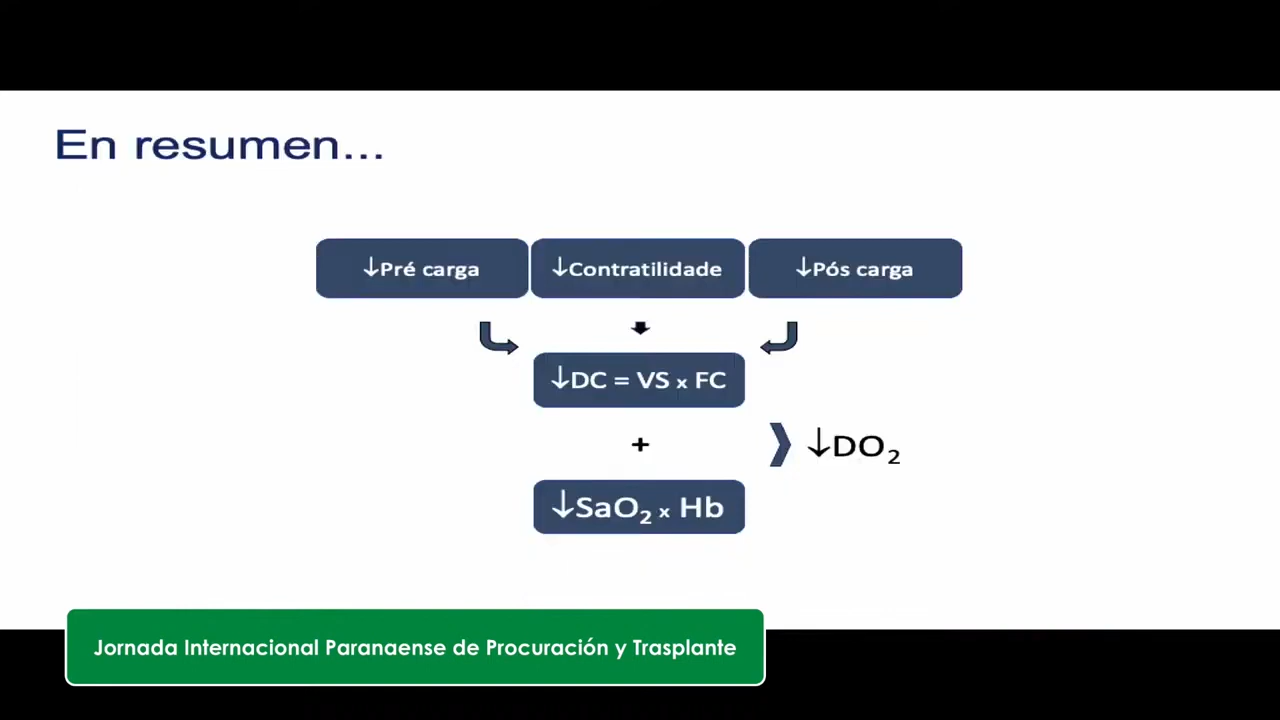 En resumen...
↓Pré carga
↓Contratilidade
↓Pós carga
↓DC = VS x FC
+
↓DO₂
↓SaO₂ x Hb
Jornada Internacional Paranaense de Procuración y Trasplante